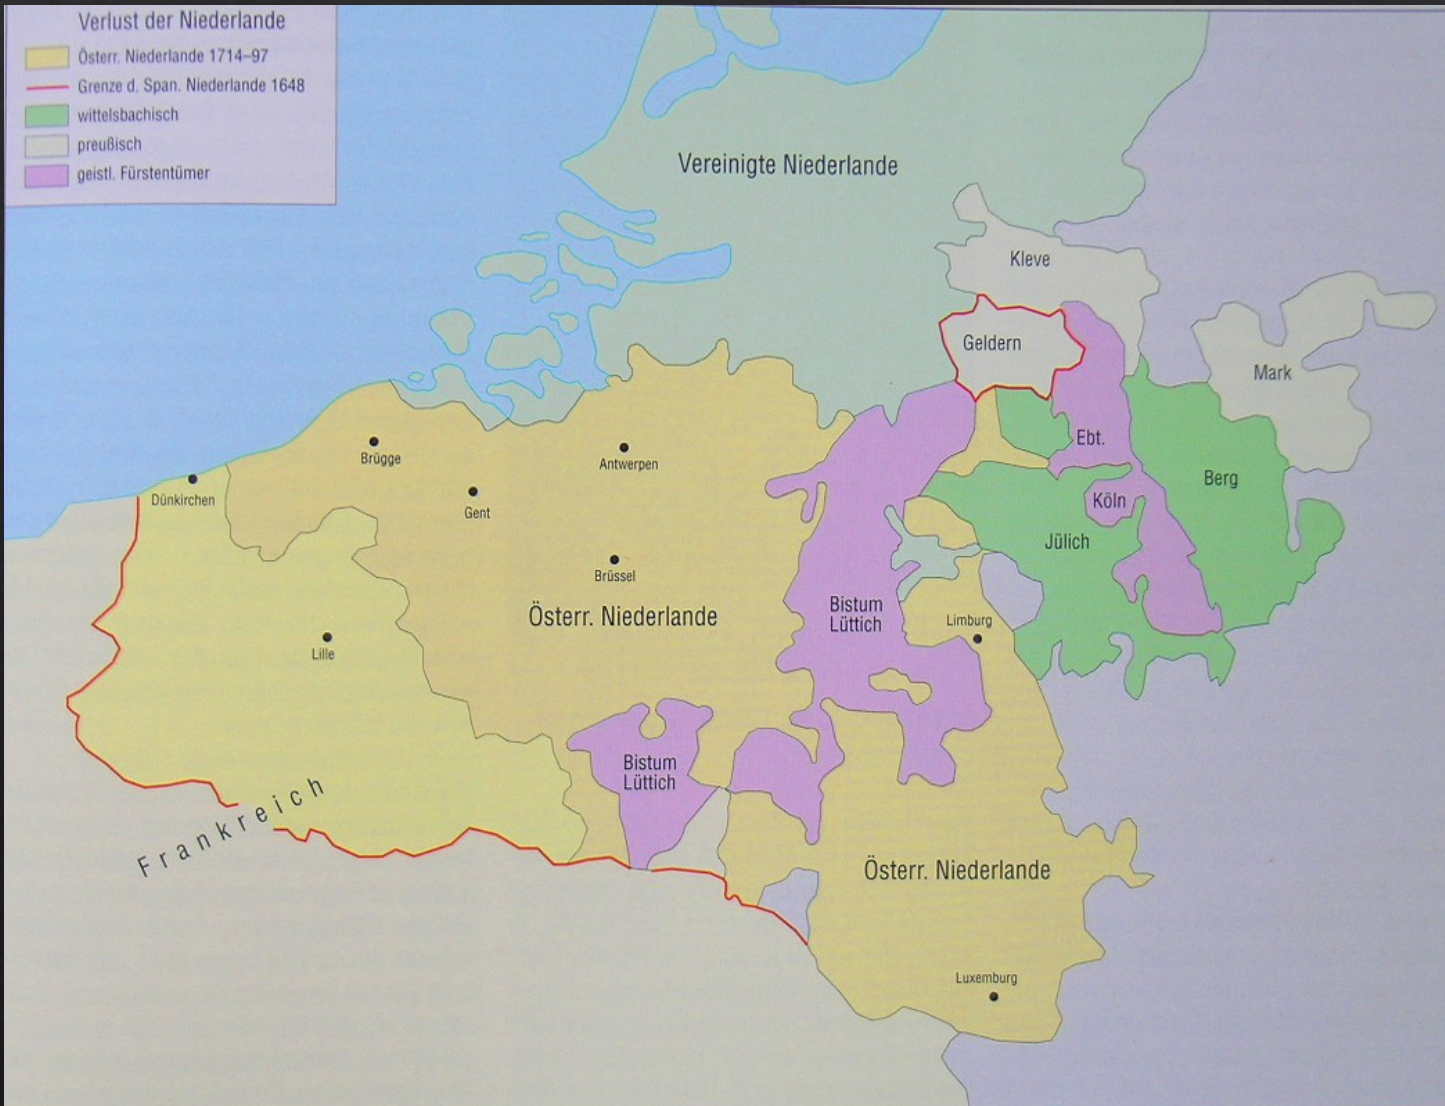 Verlust der Niederlande
Österr. Niederlande 1714–97
Grenze d. Span. Niederlande 1648
wittelsbachisch
preußisch
geistl. Fürstentümer
Vereinigte Niederlande
Kleve
Geldern
Mark
Ebt.
Köln
Berg
Jülich
Brügge
Antwerpen
Dünkirchen
Gent
Brüssel
Österr. Niederlande
Bistum
Lüttich
Limburg
Lille
Bistum
Lüttich
Frankreich
Österr. Niederlande
Luxemburg